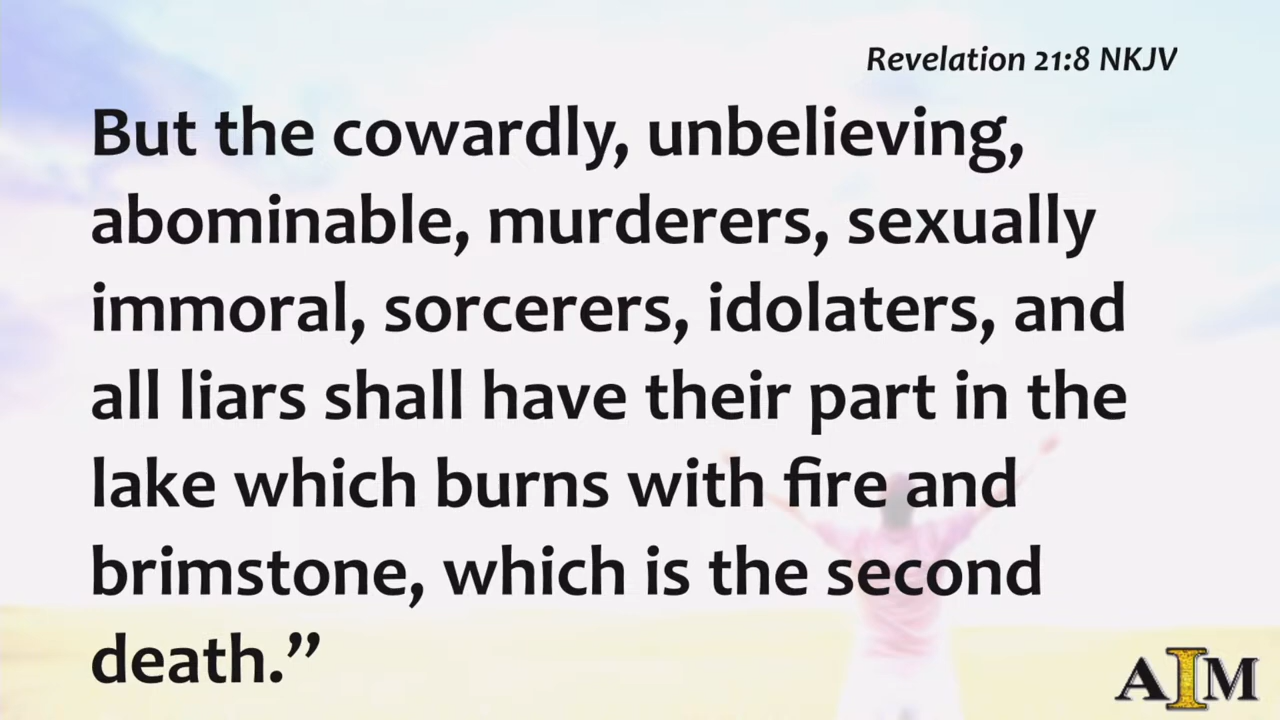 Revelation 21:8 NKJV
But the cowardly, unbelieving,
abominable, murderers, sexually
immoral, sorcerers, idolaters, and
all liars shall have their part in the
lake which burns with fire and
brimstone, which is the second
death.”
AIM